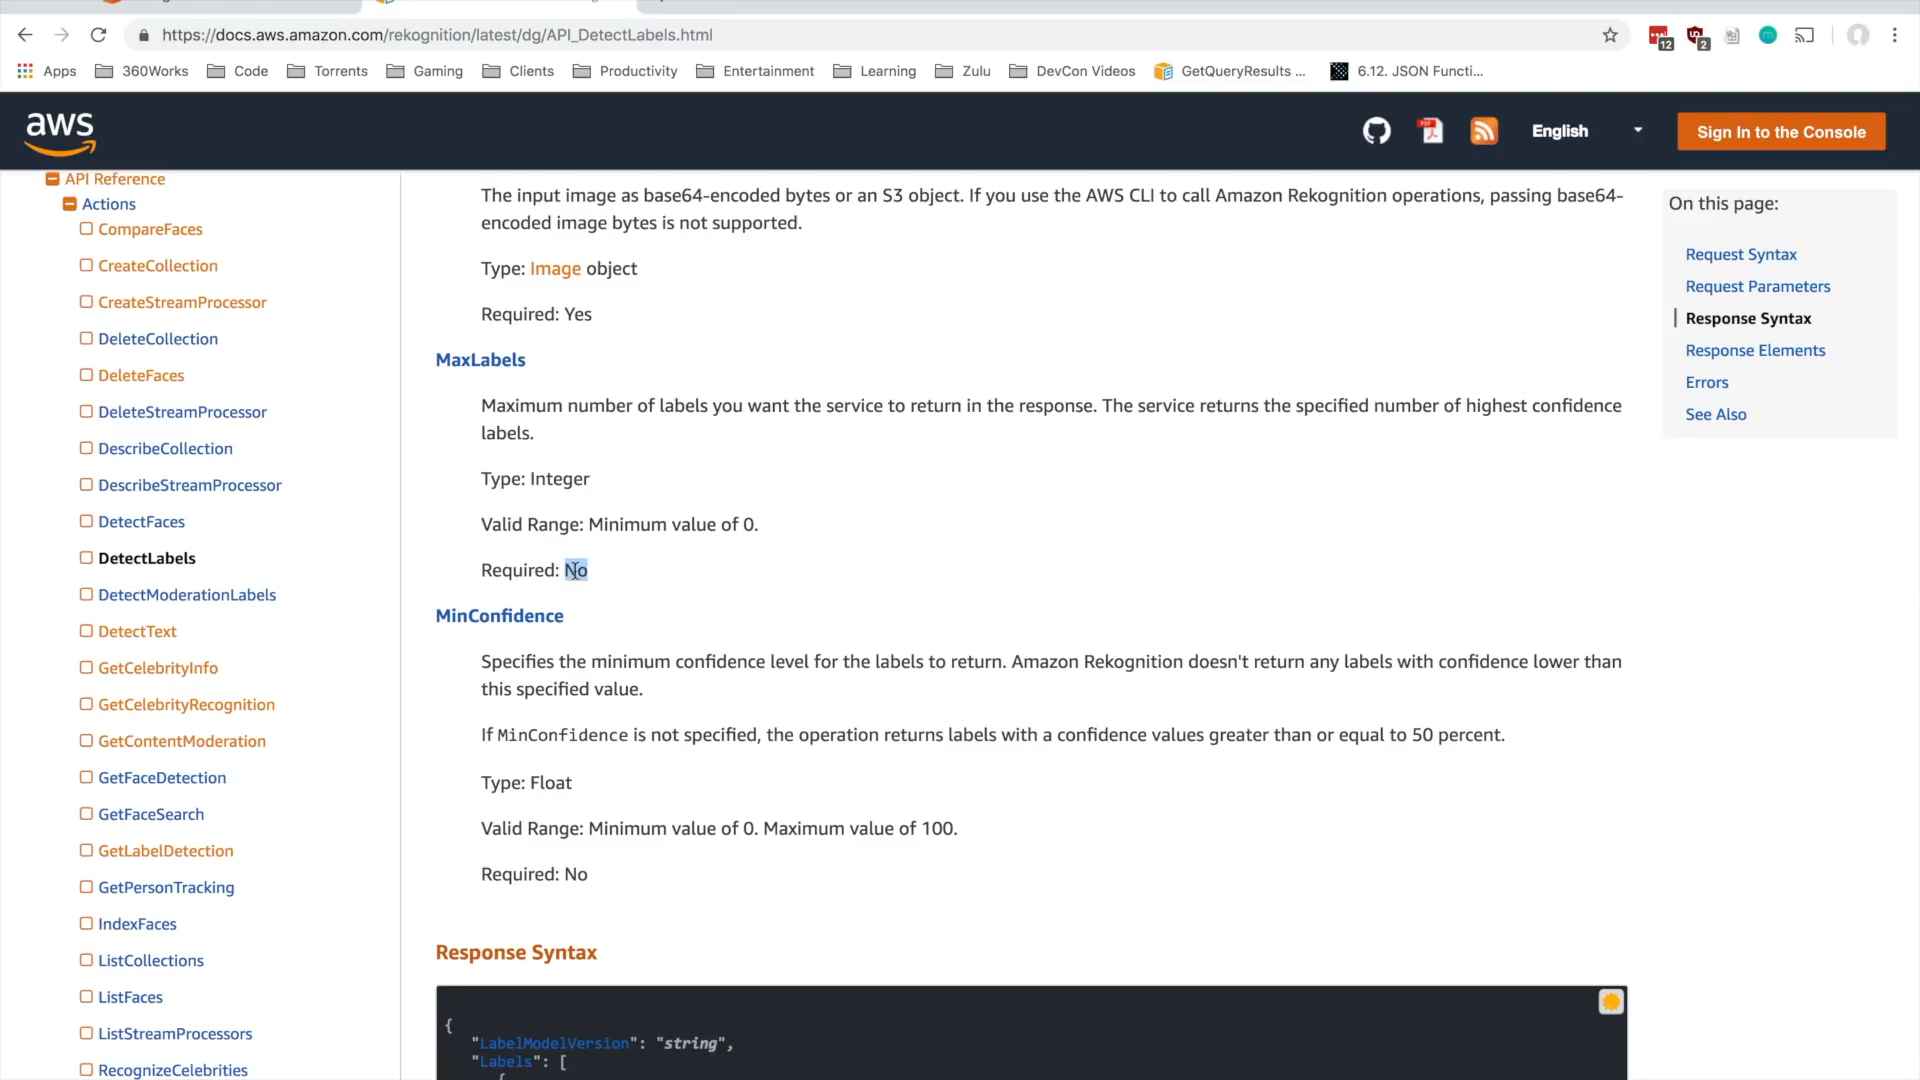 https://docs.aws.amazon.com/rekognition/latest/dg/API_DetectLabels.html
12
2
Apps
360Works
Code
Torrents
Gaming
Clients
Productivity
Entertainment
Learning
Zulu
DevCon Videos
GetQueryResults ...
6.12. JSON Functi...
aws
PDF
English
Sign In to the Console
API Reference
Actions
CompareFaces
CreateCollection
CreateStreamProcessor
DeleteCollection
DeleteFaces
DeleteStreamProcessor
DescribeCollection
DescribeStreamProcessor
DetectFaces
DetectLabels
DetectModerationLabels
DetectText
GetCelebrityInfo
GetCelebrityRecognition
GetContentModeration
GetFaceDetection
GetFaceSearch
GetLabelDetection
GetPersonTracking
IndexFaces
ListCollections
ListFaces
ListStreamProcessors
RecognizeCelebrities
The input image as base64-encoded bytes or an S3 object. If you use the AWS CLI to call Amazon Rekognition operations, passing base64-
encoded image bytes is not supported.
Type: Image object
Required: Yes
MaxLabels
Maximum number of labels you want the service to return in the response. The service returns the specified number of highest confidence
labels.
Type: Integer
Valid Range: Minimum value of 0.
Required: No
MinConfidence
Specifies the minimum confidence level for the labels to return. Amazon Rekognition doesn't return any labels with confidence lower than
this specified value.
If MinConfidence is not specified, the operation returns labels with a confidence values greater than or equal to 50 percent.
Type: Float
Valid Range: Minimum value of 0. Maximum value of 100.
Required: No
Response Syntax
{
"LabelModelVersion": "string",
"Labels": [
On this page:
Request Syntax
Request Parameters
Response Syntax
Response Elements
Errors
See Also